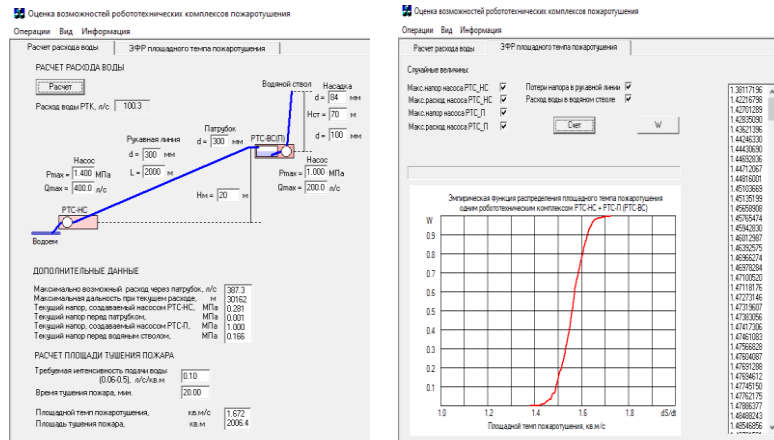 Оценка возможностей робототехнических комплексов пожаротушения
Операции Вид Информация
Расчет расхода воды
ЭФР площадного темпа пожаротушения
РАСЧЕТ РАСХОДА ВОДЫ
Расчет
Расход воды РТК, л/с 100.3
Водяной ствол
Насадка
d = 84 мм
Hст = 70 м
d = 100 мм
Патрубок
d = 300 мм
РТС-ВС(П)
Рукавная линия
d = 300 мм
L = 2000 м
Насос
Pmax = 1.400 МПа
Qmax = 400.0 л/с
Насос
Pmax = 1.000 МПа
Qmax = 200.0 л/с
Hм = 20 м
РТС-НС
Водоем
ДОПОЛНИТЕЛЬНЫЕ ДАННЫЕ
Максимально возможный расход через патрубок, л/с 387.3
Максимальная дальность при текущем расходе, м 30162
Текущий напор, создаваемый насосом РТС-НС, МПа 0.281
Текущий напор перед патрубком, МПа 0.001
Текущий напор, создаваемый насосом РТС-П, МПа 1.000
Текущий напор перед водяным стволом, МПа 0.166
РАСЧЕТ ПЛОЩАДИ ТУШЕНИЯ ПОЖАРА
Требуемая интенсивность подачи воды
(0.06-0.5), л/с/кв.м 0.10
Время тушения пожара, мин. 20.00
Площадной темп пожаротушения, кв.м/с 1.672
Площадь тушения пожара, кв.м 2006.4
Оценка возможностей робототехнических комплексов пожаротушения
Операции Вид Информация
Расчет расхода воды
ЭФР площадного темпа пожаротушения
Случайные величины:
Макс.напор насоса РТС_НС
Макс.расход насоса РТС_НС
Макс.напор насоса РТС_П
Макс.расход насоса РТС_П
Потери напора в рукавной линии
Расход воды в водяном стволе
Счет
W
Эмпирическая функция распределения площадного темпа пожаротушения
одним робототехническим комплексом РТС-НС + РТС-П (РТС-ВС)
W
0.9
0.8
0.7
0.6
0.5
0.4
0.3
0.2
0.1
1.0 1.2 1.4 1.6 1.8 dS/dt
Площадной темп пожаротушения, кв.м/с
1.38117196
1.42216798
1.42701289
1.42835090
1.43621396
1.44246330
1.44430690
1.44692836
1.44712067
1.44816001
1.45103669
1.45135199
1.45658908
1.45765474
1.45942830
1.46012987
1.46392575
1.46966274
1.46978284
1.47100520
1.47118176
1.47273146
1.47319607
1.47383056
1.47417306
1.47461083
1.47566828
1.47604087
1.47691288
1.47694612
1.47745150
1.47762175
1.47886377
1.48488243
1.48546856